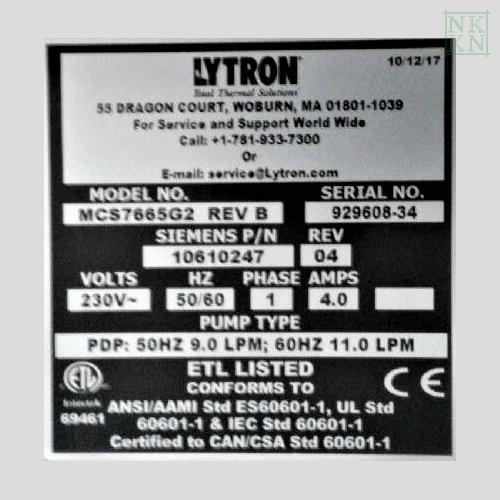 NK
KN
LYTRON
10/12/17
Total Thermal Solutions
55 DRAGON COURT, WOBURN, MA 01801-1039
For Service and Support World Wide
Call: +1-781-933-7300
Or
E-mail: service@Lytron.com
MODEL NO. SERIAL NO.
MCS7665G2 REV B 929608-34
SIEMENS P/N REV
10610247 04
VOLTS HZ PHASE AMPS
230V~ 50/60 1 4.0
PUMP TYPE
PDP: 50HZ 9.0 LPM; 60HZ 11.0 LPM
ETL LISTED
CONFORMS TO
ETL CE
Intertek
69461
ANSI/AAMI Std ES60601-1, UL Std
60601-1 & IEC Std 60601-1
Certified to CAN/CSA Std 60601-1